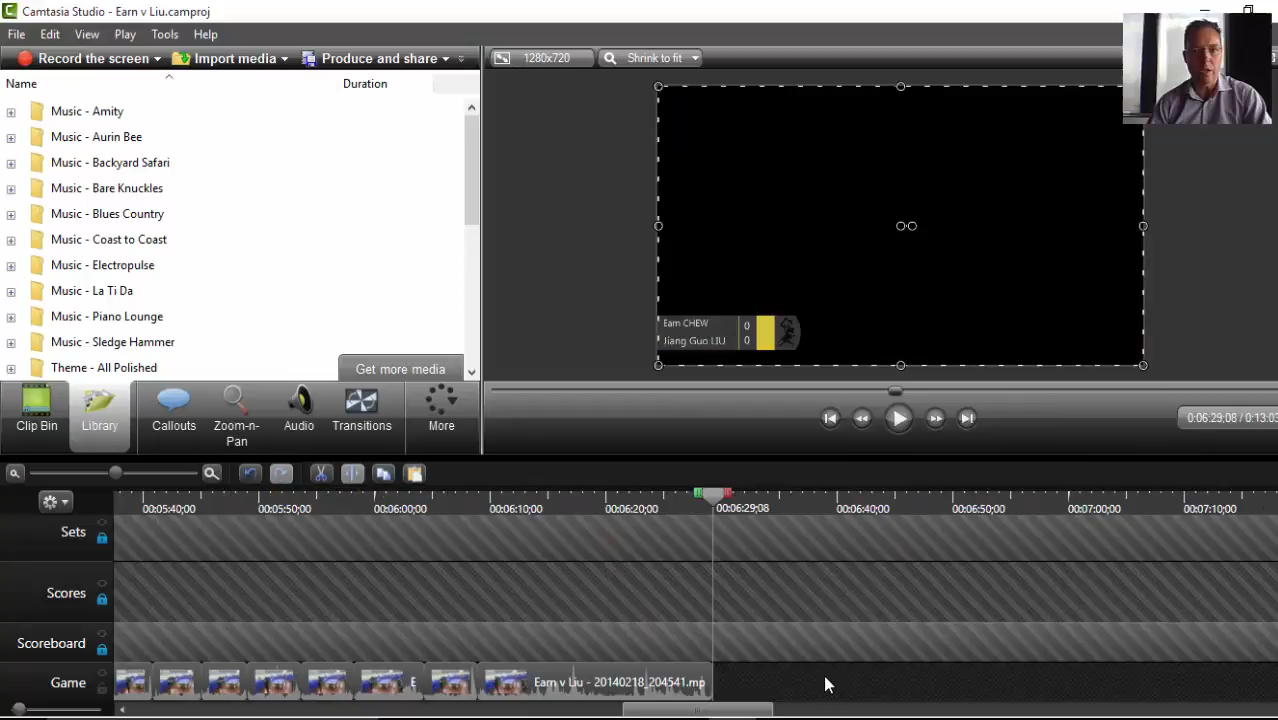 Camtasia Studio - Earn v Liu.camproj
File Edit View Play Tools Help
Record the screen Import media Produce and share
1280x720 Shrink to fit
Name Duration
Music - Amity
Music - Aurin Bee
Music - Backyard Safari
Music - Bare Knuckles
Music - Blues Country
Music - Coast to Coast
Music - Electropulse
Music - La Ti Da
Music - Piano Lounge
Music - Sledge Hammer
Theme - All Polished
Get more media
Earn CHEW 0
Jiang Guo LIU 0
Clip Bin Library Callouts Zoom-n-Pan Audio Transitions More
0:06:29;08 / 0:13:03
00:05:40;00 00:05:50;00 00:06:00;00 00:06:10;00 00:06:20;00 00:06:29;08 00:06:40;00 00:06:50;00 00:07:00;00 00:07:10;00
Sets
Scores
Scoreboard
Game E Earn v Liu - 20140218_204541.mp